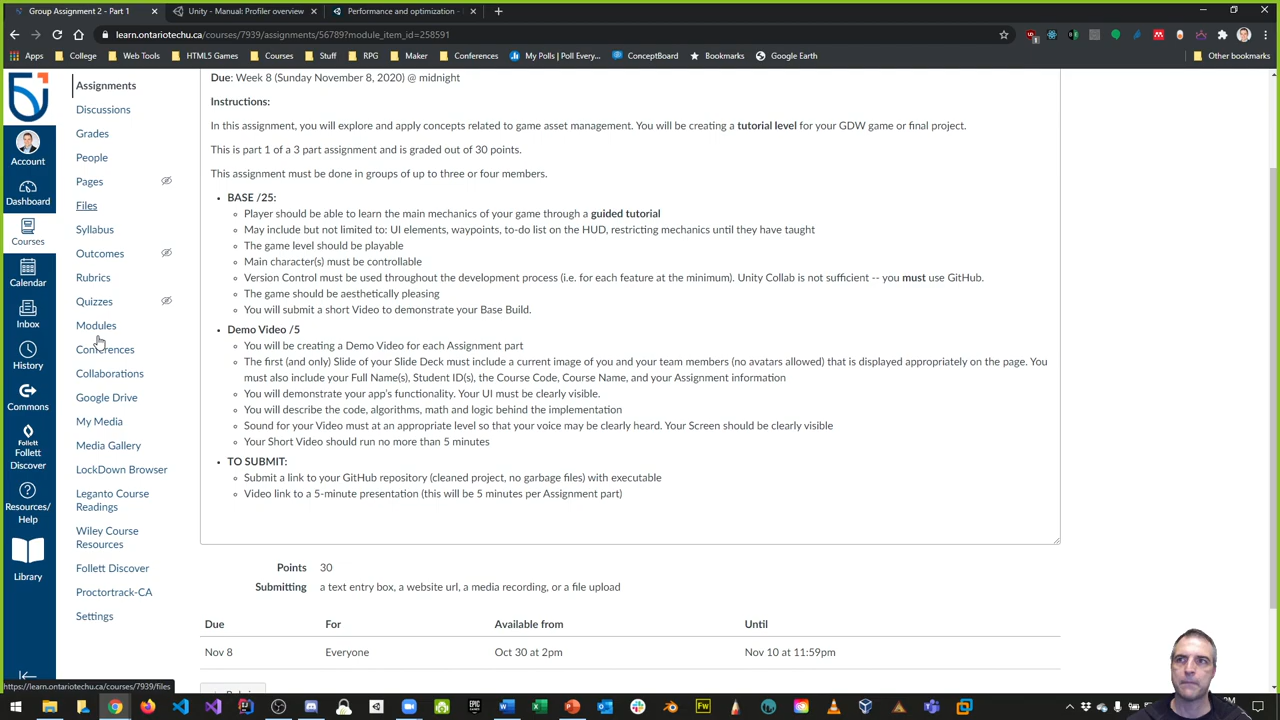 Group Assignment 2 - Part 1
Unity - Manual: Profiler overview
Performance and optimization -
learn.ontariotechu.ca/courses/7939/assignments/56789?module_item_id=258591
Apps
College
Web Tools
HTML5 Games
Courses
Stuff
RPG
Maker
Conferences
My Polls | Poll Every...
ConceptBoard
Bookmarks
Google Earth
Other bookmarks
Account
Dashboard
Courses
Calendar
Inbox
History
Commons
Follett
Discover
Resources/
Help
Library
Assignments
Discussions
Grades
People
Pages
Files
Syllabus
Outcomes
Rubrics
Quizzes
Modules
Conferences
Collaborations
Google Drive
My Media
Media Gallery
LockDown Browser
Leganto Course
Readings
Wiley Course
Resources
Follett Discover
Proctortrack-CA
Settings
Due: Week 8 (Sunday November 8, 2020) @ midnight
Instructions:
In this assignment, you will explore and apply concepts related to game asset management. You will be creating a tutorial level for your GDW game or final project.
This is part 1 of a 3 part assignment and is graded out of 30 points.
This assignment must be done in groups of up to three or four members.
BASE /25:
Player should be able to learn the main mechanics of your game through a guided tutorial
May include but not limited to: UI elements, waypoints, to-do list on the HUD, restricting mechanics until they have taught
The game level should be playable
Main character(s) must be controllable
Version Control must be used throughout the development process (i.e. for each feature at the minimum). Unity Collab is not sufficient -- you must use GitHub.
The game should be aesthetically pleasing
You will submit a short Video to demonstrate your Base Build.
Demo Video /5
You will be creating a Demo Video for each Assignment part
The first (and only) Slide of your Slide Deck must include a current image of you and your team members (no avatars allowed) that is displayed appropriately on the page. You
must also include your Full Name(s), Student ID(s), the Course Code, Course Name, and your Assignment information
You will demonstrate your app's functionality. Your UI must be clearly visible.
You will describe the code, algorithms, math and logic behind the implementation
Sound for your Video must at an appropriate level so that your voice may be clearly heard. Your Screen should be clearly visible
Your Short Video should run no more than 5 minutes
TO SUBMIT:
Submit a link to your GitHub repository (cleaned project, no garbage files) with executable
Video link to a 5-minute presentation (this will be 5 minutes per Assignment part)
Points 30
Submitting a text entry box, a website url, a media recording, or a file upload
Due For Available from Until
Nov 8 Everyone Oct 30 at 2pm Nov 10 at 11:59pm
https://learn.ontariotechu.ca/courses/7939/files